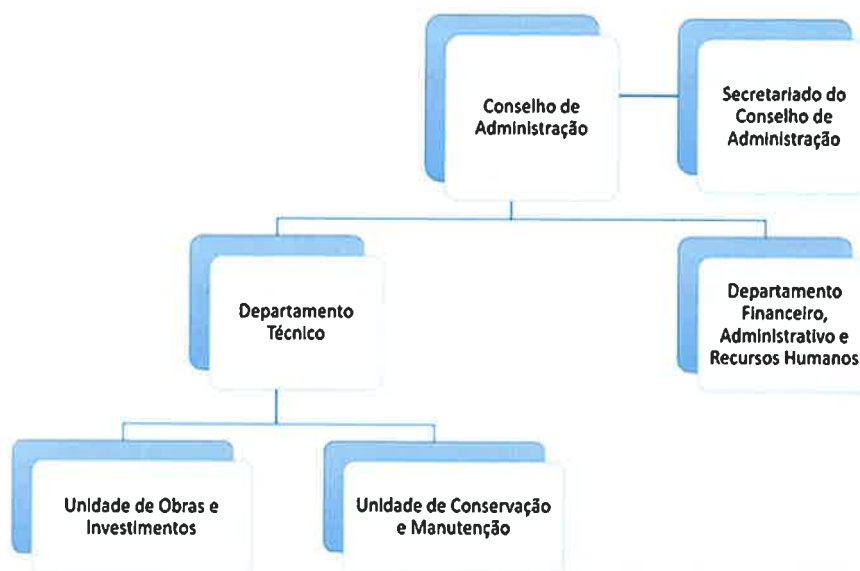 Conselho de
Administração
Secretariado do
Conselho de
Administração
Departamento
Técnico
Departamento
Financeiro,
Administrativo e
Recursos Humanos
Unidade de Obras e
Investimentos
Unidade de Conservação
e Manutenção